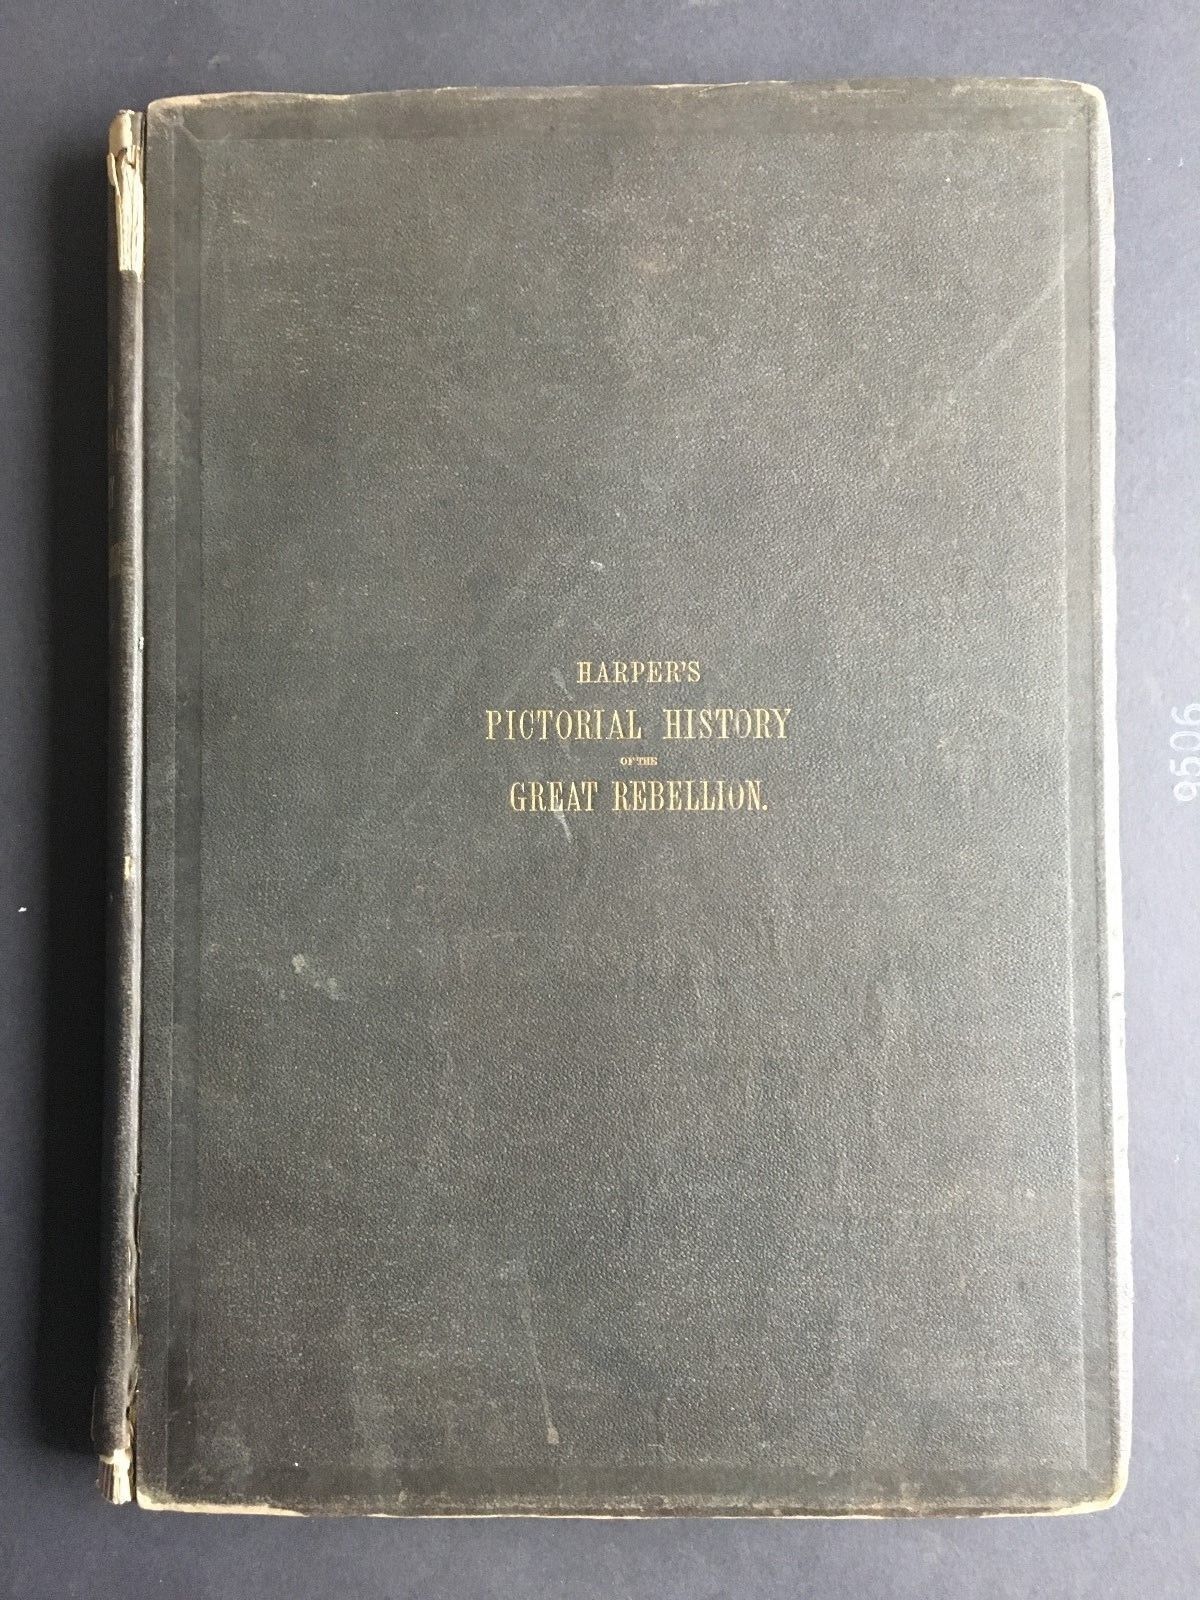 HARPER'S
PICTORIAL HISTORY
OF THE
GREAT REBELLION.
9506